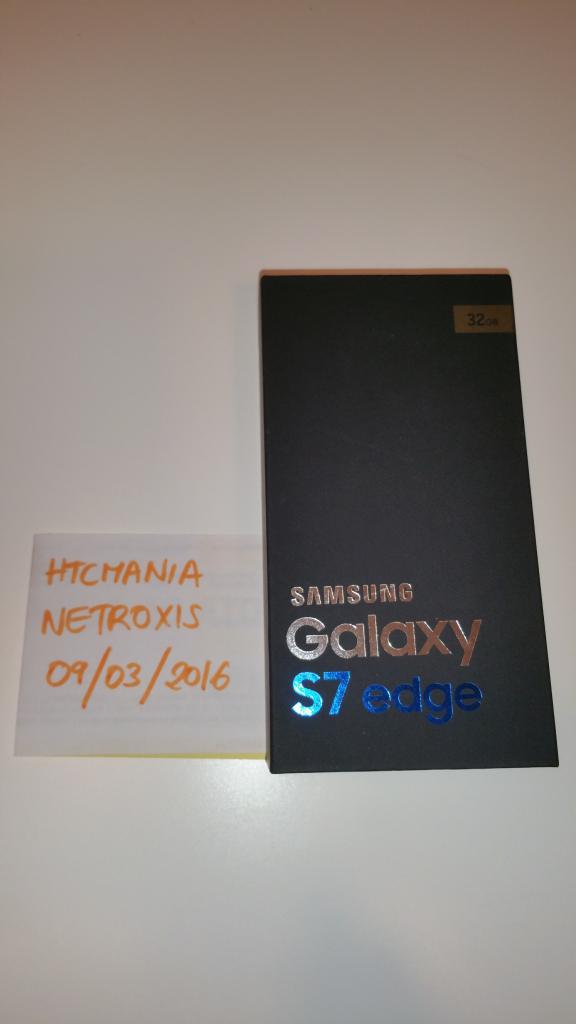 32GB
SAMSUNG
Galaxy
S7 edge
HTCMANIA
NETROXIS
09/03/2016